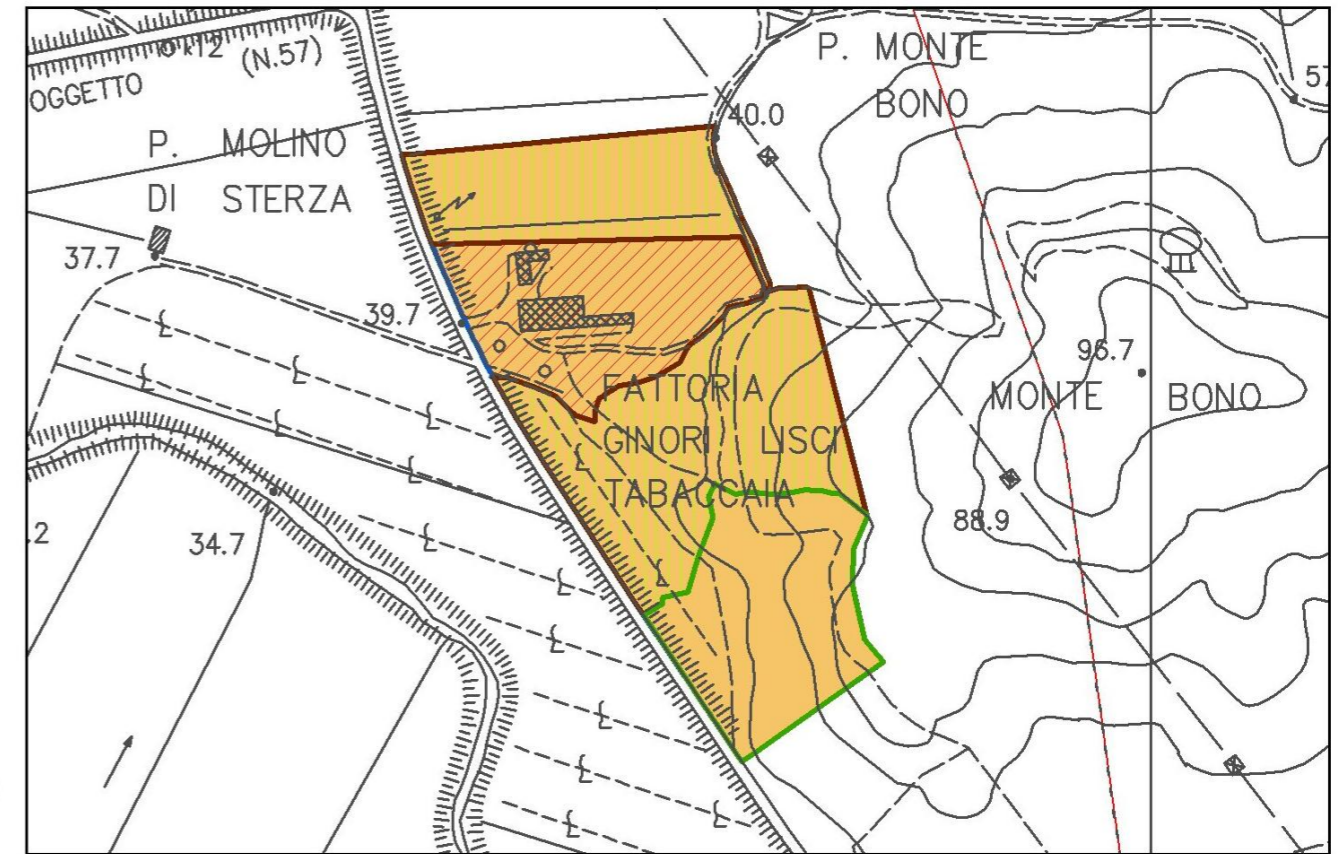 k12 (N.57)
OGGETTO
P. MOLINO
DI STERZA
37.7
39.7
P. MONTE
BONO
40.0
57
96.7
MONTE BONO
FATTORIA
GINORI LISCI
TABACCAIA
88.9
.2
34.7